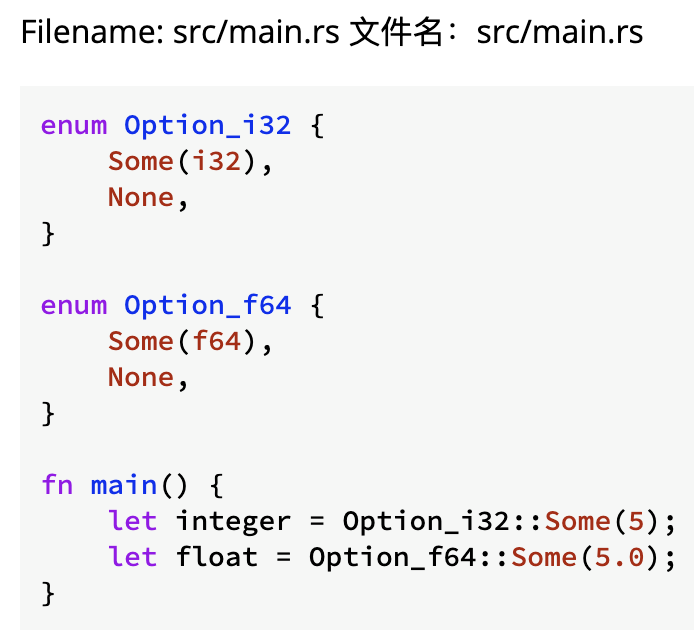 Filename: src/main.rs 文件名：src/main.rs
enum Option_i32 {
    Some(i32),
    None,
}
enum Option_f64 {
    Some(f64),
    None,
}
fn main() {
    let integer = Option_i32::Some(5);
    let float = Option_f64::Some(5.0);
}